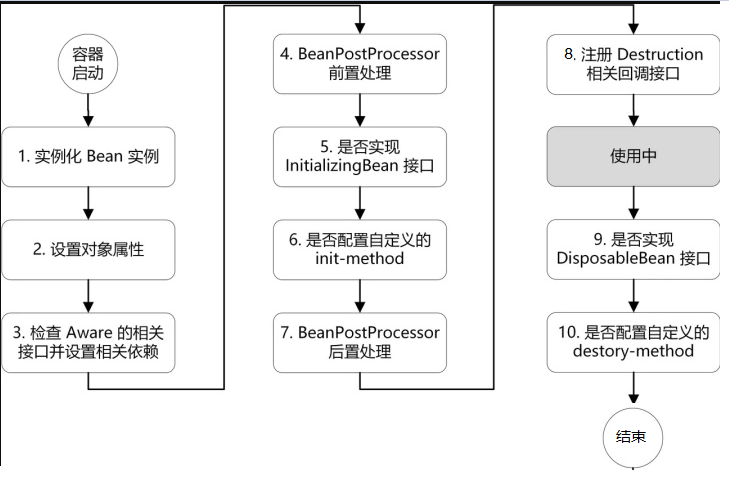 容器
启动
1. 实例化 Bean 实例
2. 设置对象属性
3. 检查 Aware 的相关
接口并设置相关依赖
4. BeanPostProcessor
前置处理
5. 是否实现
InitializingBean 接口
6. 是否配置自定义的
init-method
7. BeanPostProcessor
后置处理
8. 注册 Destruction
相关回调接口
使用中
9. 是否实现
DisposableBean 接口
10. 是否配置自定义的
destory-method
结束